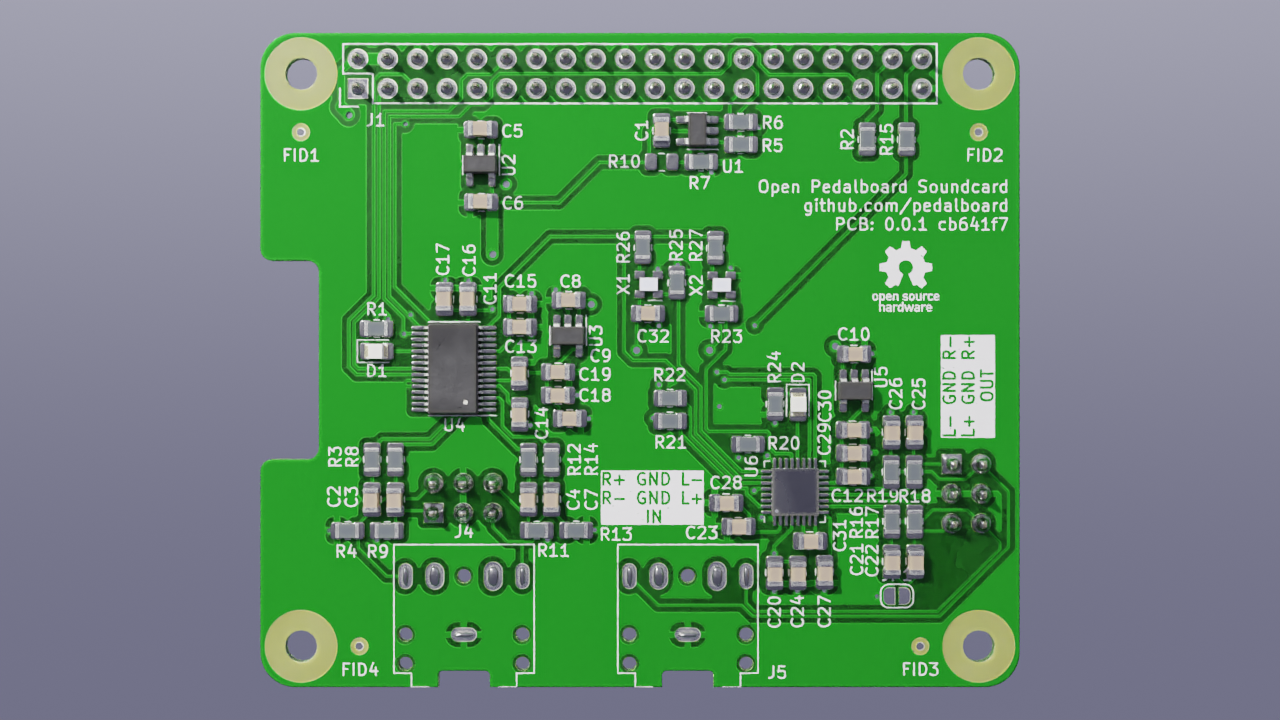 J1
FID1
C5
U2
C6
C1
R6
R5
R10
U1
R7
R2
R15
FID2
Open Pedalboard Soundcard
github.com/pedalboard
PCB: 0.0.1 cb641f7
open source
hardware
C17
C16
C11
C15
C8
R26
R25
R27
X1
X2
C32
R23
R1
D1
C13
U3
C9
C19
C18
C14
U4
R22
R21
R24
D2
C10
U5
C30
C29
C26
C25
L- GND R-
L+ GND R+
OUT
R3
R8
C2
C3
R4
R9
J4
R12
R14
C4
C7
R11
R13
R+ GND L-
R- GND L+
IN
C28
C23
U6
R20
C12
R19
R18
C31
R16
R17
C21
C22
C20
C24
C27
FID4
J5
FID3